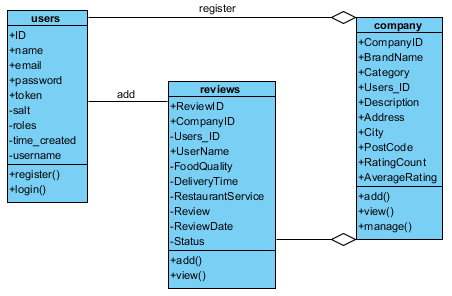 users
+ID
+name
+email
+password
+token
-salt
-roles
-time_created
-username
+register()
+login()
register
add
reviews
+ReviewID
+CompanyID
-Users_ID
+UserName
-FoodQuality
-DeliveryTime
-RestaurantService
-Review
-ReviewDate
-Status
+add()
+view()
company
+CompanyID
+BrandName
+Category
+Users_ID
+Description
+Address
+City
+PostCode
+RatingCount
+AverageRating
+add()
+view()
+manage()